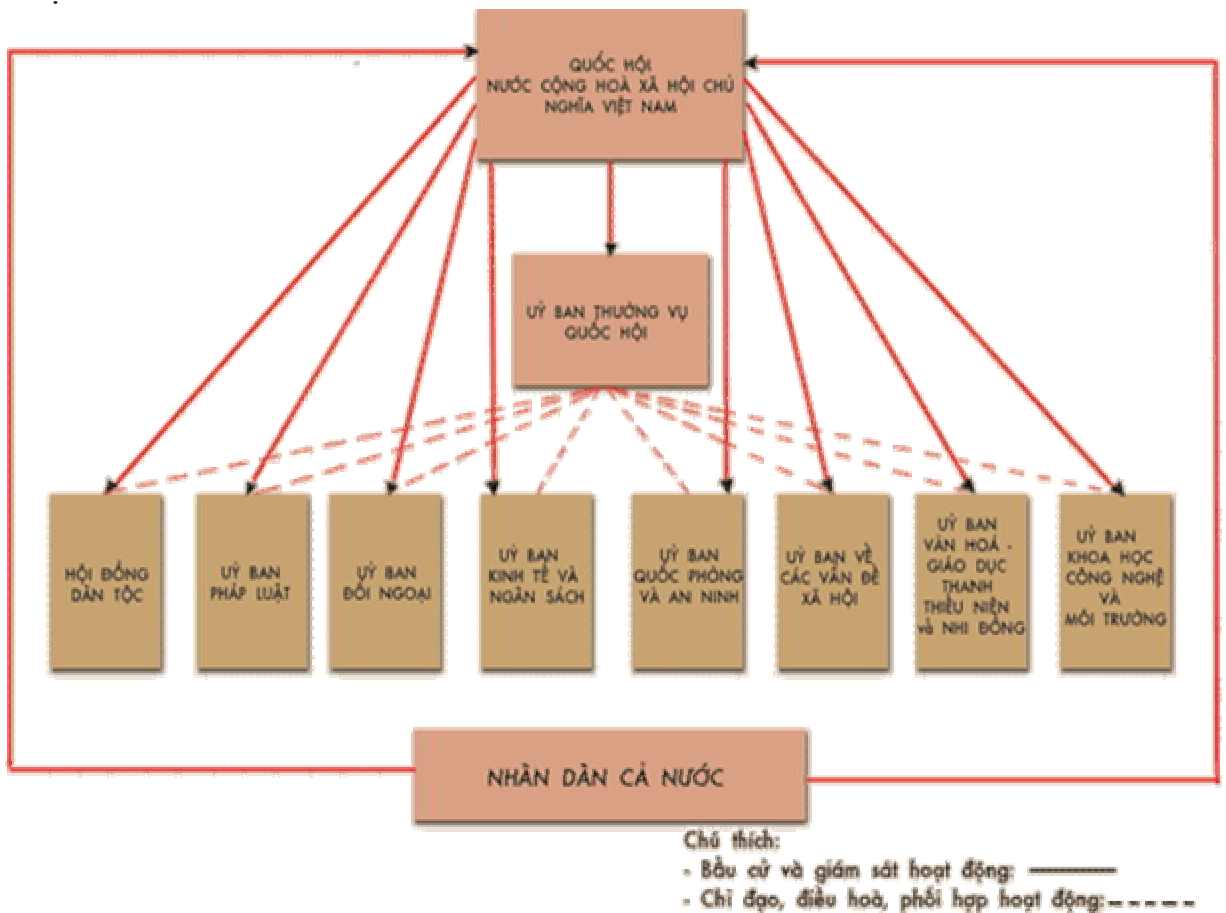 QUỐC HỘI
NƯỚC CỘNG HOÀ XÃ HỘI CHỦ
NGHĨA VIỆT NAM
UỶ BAN THƯỜNG VỤ
QUỐC HỘI
HỘI ĐỒNG
DÂN TỘC
UỶ BAN
PHÁP LUẬT
UỶ BAN
ĐỐI NGOẠI
UỶ BAN
KINH TẾ VÀ
NGÂN SÁCH
UỶ BAN
QUỐC PHÒNG
VÀ AN NINH
UỶ BAN VỀ
CÁC VẤN ĐỀ
XÃ HỘI
UỶ BAN
VĂN HOÁ -
GIÁO DỤC
THANH
THIẾU NIÊN
và NHI ĐỒNG
UỶ BAN
KHOA HỌC
CÔNG NGHỆ
VÀ
MÔI TRƯỜNG
NHÂN DÂN CẢ NƯỚC
Chú thích:
- Bầu cử và giám sát hoạt động:
- Chỉ đạo, điều hoà, phối hợp hoạt động: